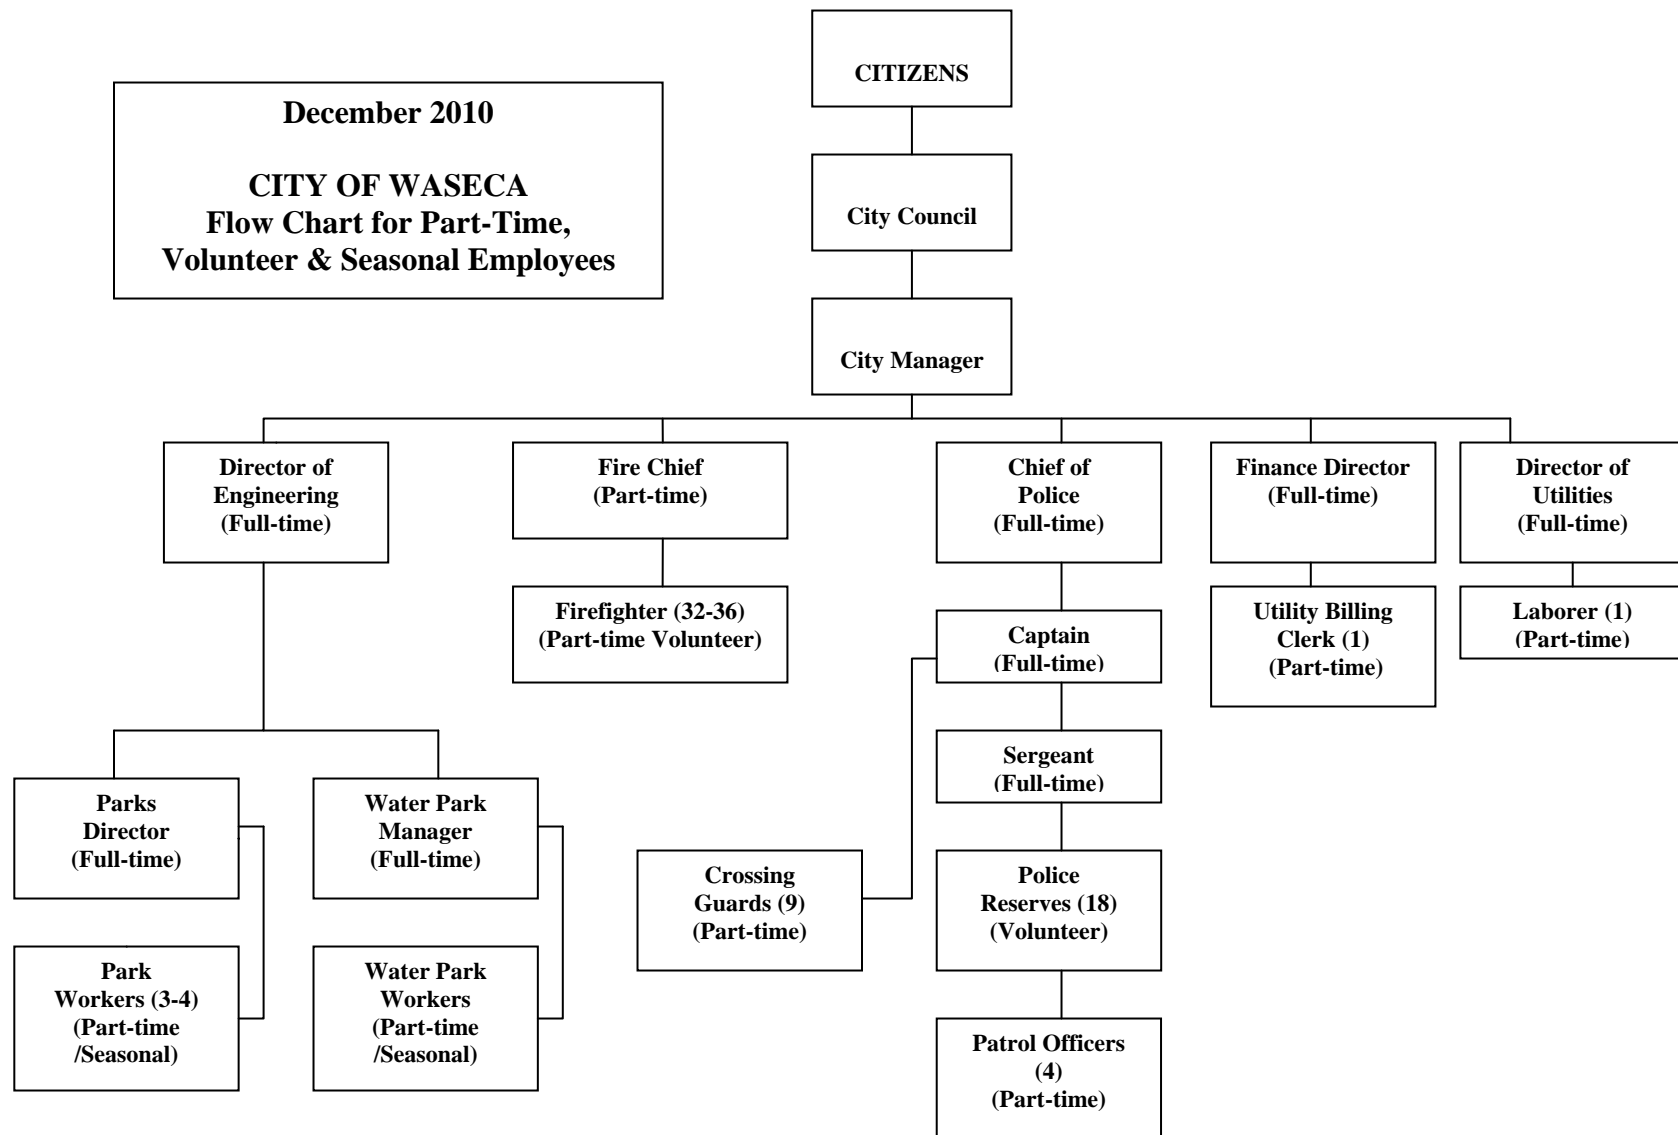 CITIZENS
December 2010
CITY OF WASECA
Flow Chart for Part-Time,
Volunteer & Seasonal Employees
City Council
City Manager
Director of
Engineering
(Full-time)
Fire Chief
(Part-time)
Chief of
Police
(Full-time)
Finance Director
(Full-time)
Director of
Utilities
(Full-time)
Firefighter (32-36)
(Part-time Volunteer)
Captain
(Full-time)
Utility Billing
Clerk (1)
(Part-time)
Laborer (1)
(Part-time)
Sergeant
(Full-time)
Parks
Director
(Full-time)
Water Park
Manager
(Full-time)
Crossing
Guards (9)
(Part-time)
Police
Reserves (18)
(Volunteer)
Park
Workers (3-4)
(Part-time
/Seasonal)
Water Park
Workers
(Part-time
/Seasonal)
Patrol Officers
(4)
(Part-time)